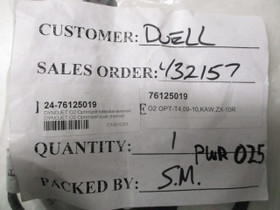 CUSTOMER: DUELL
SALES ORDER: 432157
24-76125019
76125019
O2 OPT-T4,09-10,KAW,ZX-10R
QUANTITY: 1 PWR 025
PACKED BY: S.M.